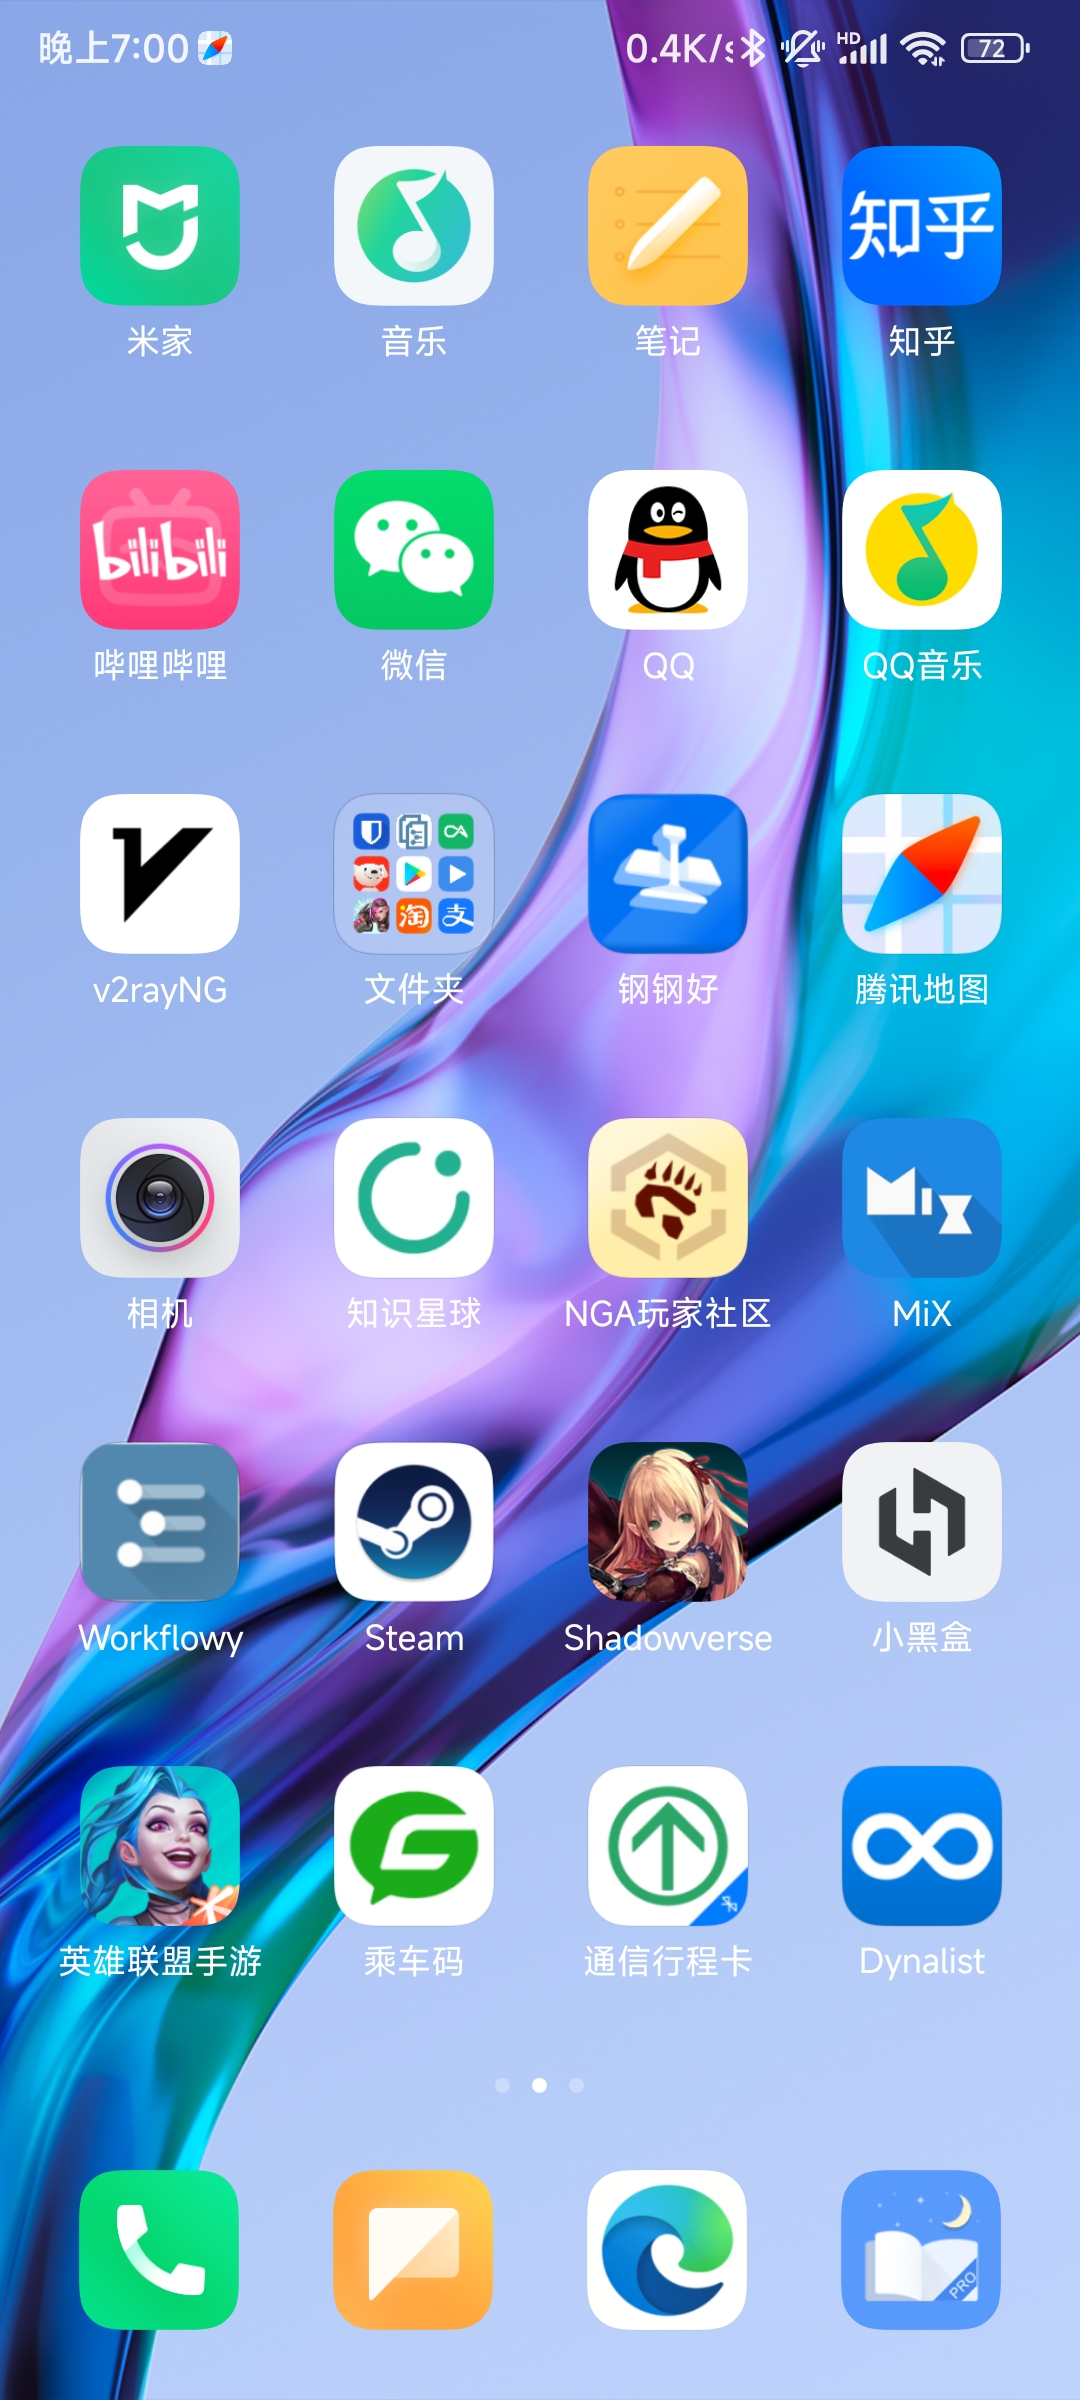 晚上7:00 0.4K/s HD 72
知乎
米家 音乐 笔记 知乎
bilibili
哔哩哔哩 微信 QQ QQ音乐
淘 支
v2rayNG 文件夹 钢钢好 腾讯地图
MiX
相机 知识星球 NGA玩家社区 MiX
Workflowy Steam Shadowverse 小黑盒
英雄联盟手游 乘车码 通信行程卡 Dynalist
PRO